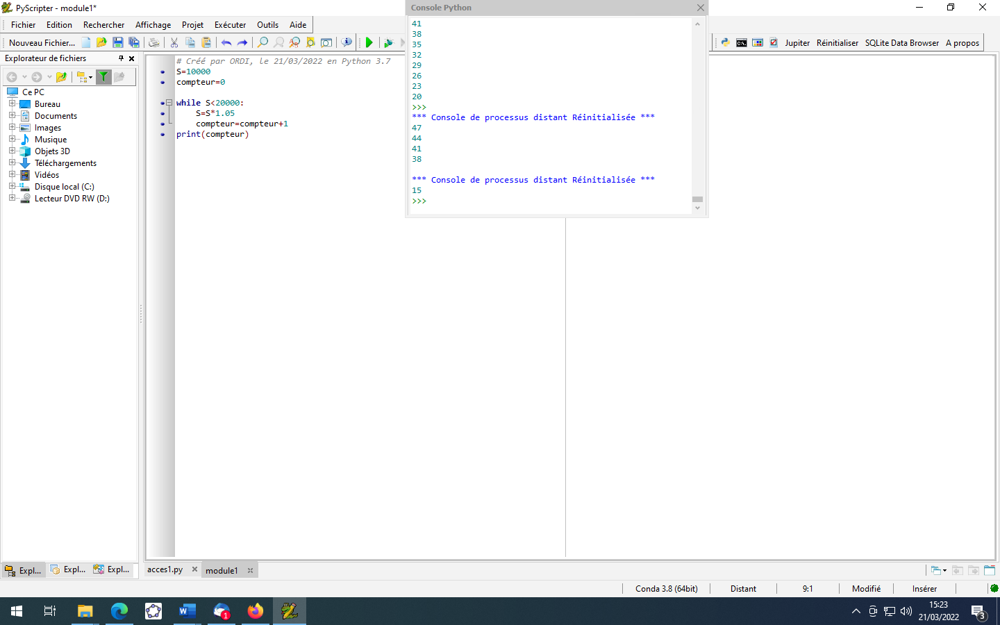 PyScripter - module1*
Console Python
Fichier Edition Rechercher Affichage Projet Exécuter Outils Aide
Nouveau Fichier...
Jupiter Réinitialiser SQLite Data Browser A propos
Explorateur de fichiers
Ce PC
Bureau
Documents
Images
Musique
Objets 3D
Téléchargements
Vidéos
Disque local (C:)
Lecteur DVD RW (D:)
# Créé par ORDI, le 21/03/2022 en Python 3.7
S=10000
compteur=0
while S<20000:
S=S*1.05
compteur=compteur+1
print(compteur)
41
38
35
32
29
26
23
20
>>>
*** Console de processus distant Réinitialisée ***
47
44
41
38
*** Console de processus distant Réinitialisée ***
15
>>>
Expl... Expl... Expl...
acces1.py module1
Conda 3.8 (64bit) Distant 9:1 Modifié Insérer
1
15:23
21/03/2022
3